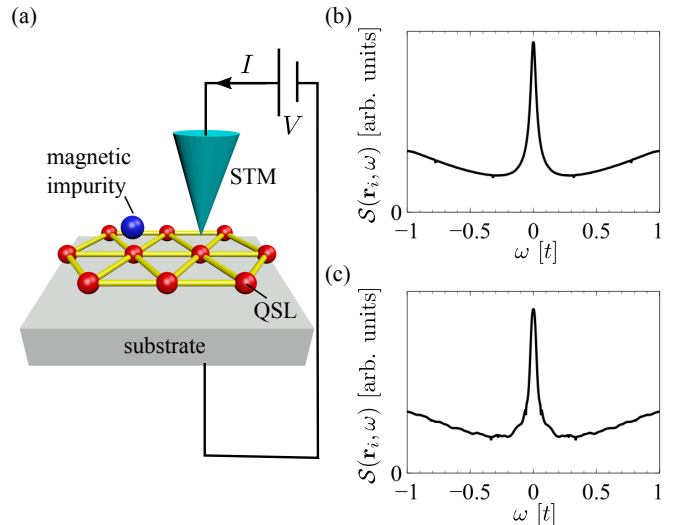 (a)
I
V
magnetic
impurity
STM
QSL
substrate
(b)
S(r_i, ω) [arb. units]
0
−1 −0.5 0 0.5 1
ω [t]
(c)
S(r_i, ω) [arb. units]
0
−1 −0.5 0 0.5 1
ω [t]